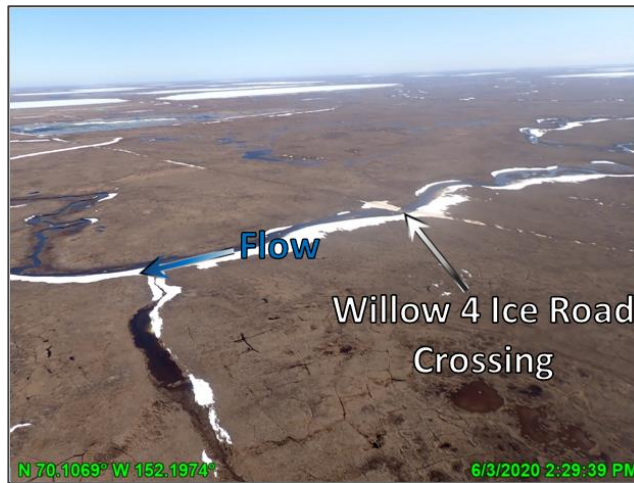 Flow
Willow 4 Ice Road
Crossing
N 70.1069° W 152.1974°
6/3/2020 2:29:39 PM